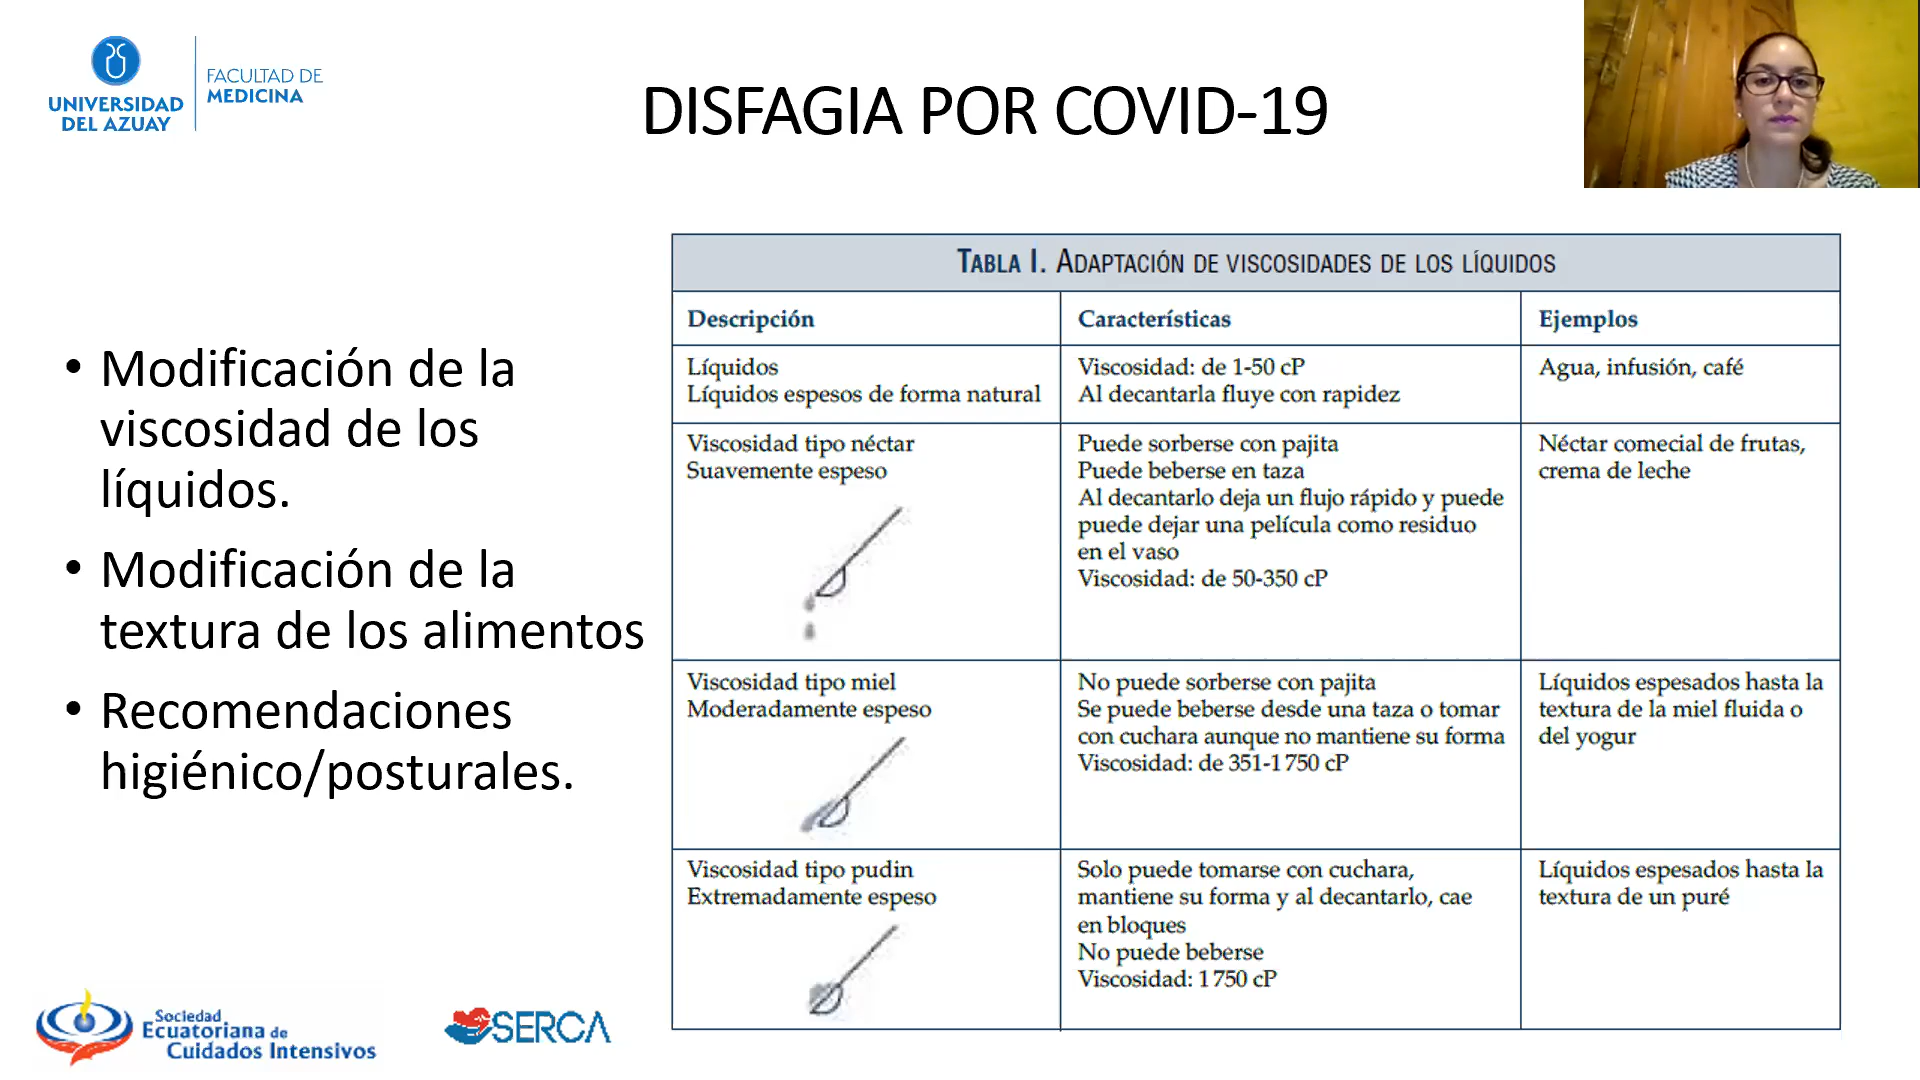 UNIVERSIDAD
DEL AZUAY
FACULTAD DE
MEDICINA
DISFAGIA POR COVID-19
• Modificación de la
viscosidad de los
líquidos.
• Modificación de la
textura de los alimentos
• Recomendaciones
higiénico/posturales.
TABLA I. ADAPTACIÓN DE VISCOSIDADES DE LOS LÍQUIDOS
Descripción
Características
Ejemplos
Líquidos
Líquidos espesos de forma natural
Viscosidad: de 1-50 cP
Al decantarla fluye con rapidez
Agua, infusión, café
Viscosidad tipo néctar
Suavemente espeso
Puede sorberse con pajita
Puede beberse en taza
Al decantarlo deja un flujo rápido y puede
puede dejar una película como residuo
en el vaso
Viscosidad: de 50-350 cP
Néctar comecial de frutas,
crema de leche
Viscosidad tipo miel
Moderadamente espeso
No puede sorberse con pajita
Se puede beberse desde una taza o tomar
con cuchara aunque no mantiene su forma
Viscosidad: de 351-1750 cP
Líquidos espesados hasta la
textura de la miel fluida o
del yogur
Viscosidad tipo pudin
Extremadamente espeso
Solo puede tomarse con cuchara,
mantiene su forma y al decantarlo, cae
en bloques
No puede beberse
Viscosidad: 1750 cP
Líquidos espesados hasta la
textura de un puré
Sociedad
Ecuatoriana de
Cuidados Intensivos
SERCA